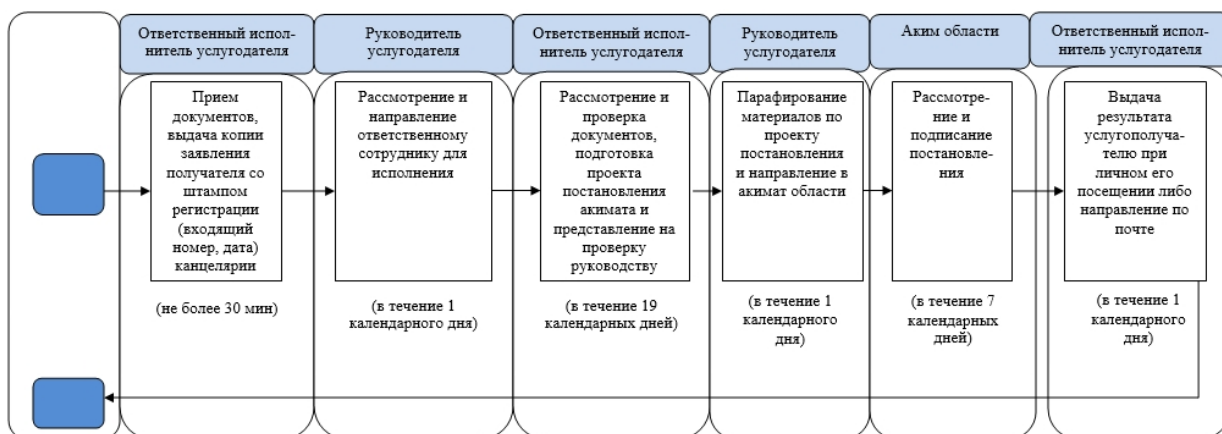 Ответственный испол-
нитель услугодателя
Руководитель
услугодателя
Ответственный испол-
нитель услугодателя
Руководитель
услугодателя
Аким области
Ответственный испол-
нитель услугодателя
Прием
документов,
выдача копии
заявления
получателя со
штампом
регистрации
(входящий
номер, дата)
канцелярии
(не более 30 мин)
Рассмотрение и
направление
ответственному
сотруднику для
исполнения
(в течение 1
календарного дня)
Рассмотрение и
проверка
документов,
подготовка
проекта
постановления
акимата и
представление на
проверку
руководству
(в течение 19
календарных дней)
Парафирование
материалов по
проекту
постановления
и направление в
акимат области
(в течение 1
календарного
дня)
Рассмотре-
ние и
подписание
постановле-
ния
(в течение 7
календарных
дней)
Выдача
результата
услугополуча-
телю при
личном его
посещении либо
направление по
почте
(в течение 1
календарного
дня)